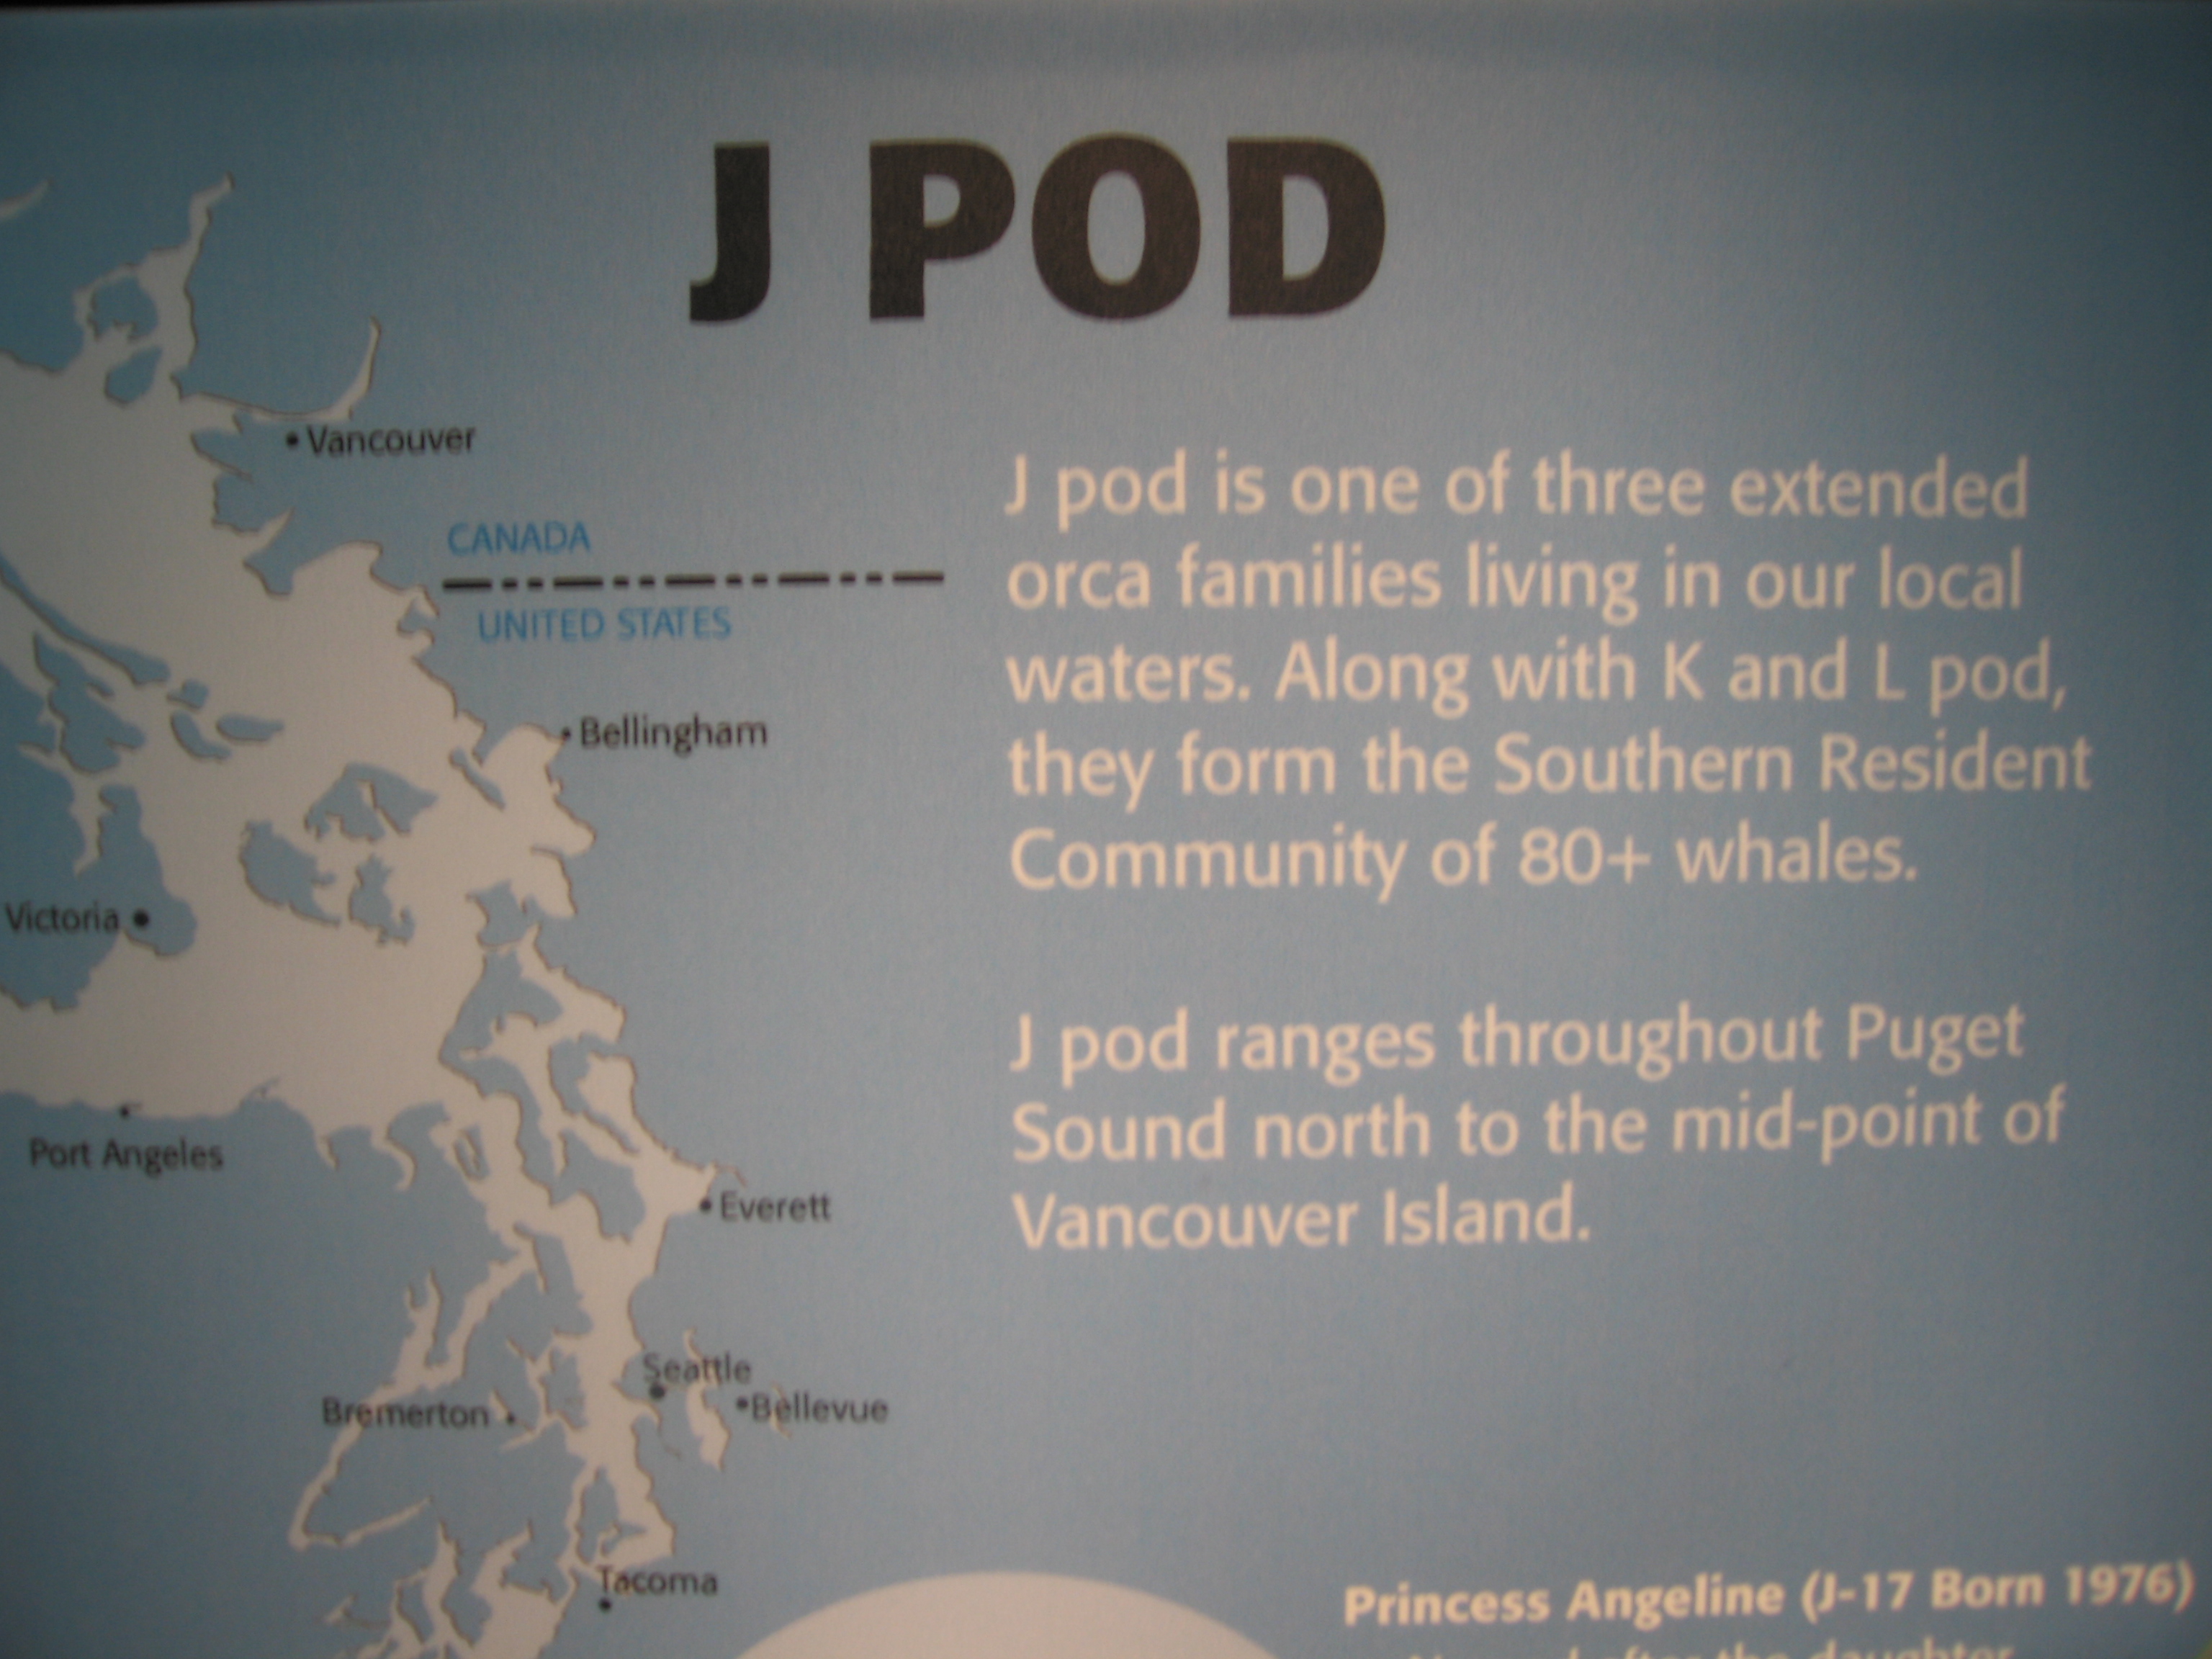 J POD
Vancouver
CANADA
UNITED STATES
Bellingham
Victoria
Port Angeles
Everett
Seattle
Bremerton
Bellevue
Tacoma
J pod is one of three extended
orca families living in our local
waters. Along with K and L pod,
they form the Southern Resident
Community of 80+ whales.
J pod ranges throughout Puget
Sound north to the mid-point of
Vancouver Island.
Princess Angeline (J-17 Born 1976)
after the daughter